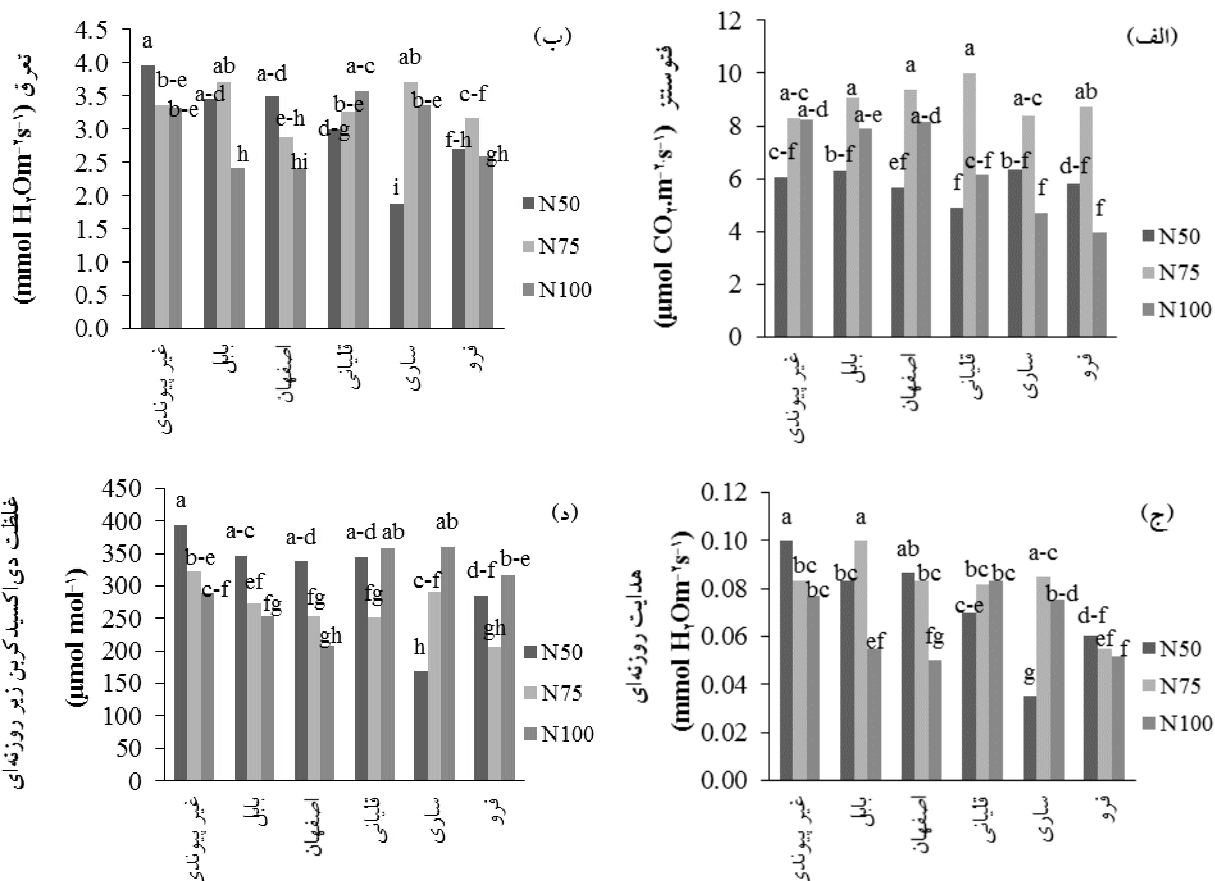 (الف)
فتوسنتز (µmol CO₂.m⁻²s⁻¹)
12
10
8
6
4
2
0
a-c
a
a
a
a-c
ab
a-d
a-e
a-d
c-f
b-f
ef
f
c-f
b-f
f
d-f
f
N50
N75
N100
غیر پیوندی
بابل
اصفهان
قلیانی
ساری
فرو
(ب)
تعرق (mmol H₂Om⁻²s⁻¹)
4.5
4.0
3.5
3.0
2.5
2.0
1.5
1.0
0.5
0.0
a
b-e
b-e
a-d
ab
h
a-d
e-h
hi
d-g
b-e
a-c
i
a
b-e
f-h
c-f
gh
N50
N75
N100
غیر پیوندی
بابل
اصفهان
قلیانی
ساری
فرو
(ج)
هدایت روزنه‌ای
(mmol H₂Om⁻²s⁻¹)
0.12
0.10
0.08
0.06
0.04
0.02
0.00
a
bc
bc
a
ef
ab
bc
fg
c-e
bc
bc
g
a-c
b-d
d-f
ef
f
N50
N75
N100
غیر پیوندی
بابل
اصفهان
قلیانی
ساری
فرو
(د)
غلظت دی اکسیدکربن زیر روزنه‌ای
(µmol mol⁻¹)
450
400
350
300
250
200
150
100
50
0
a
b-e
c-f
a-c
ef
fg
a-d
fg
gh
a-d
fg
ab
h
c-f
ab
d-f
gh
b-e
N50
N75
N100
غیر پیوندی
بابل
اصفهان
قلیانی
ساری
فرو